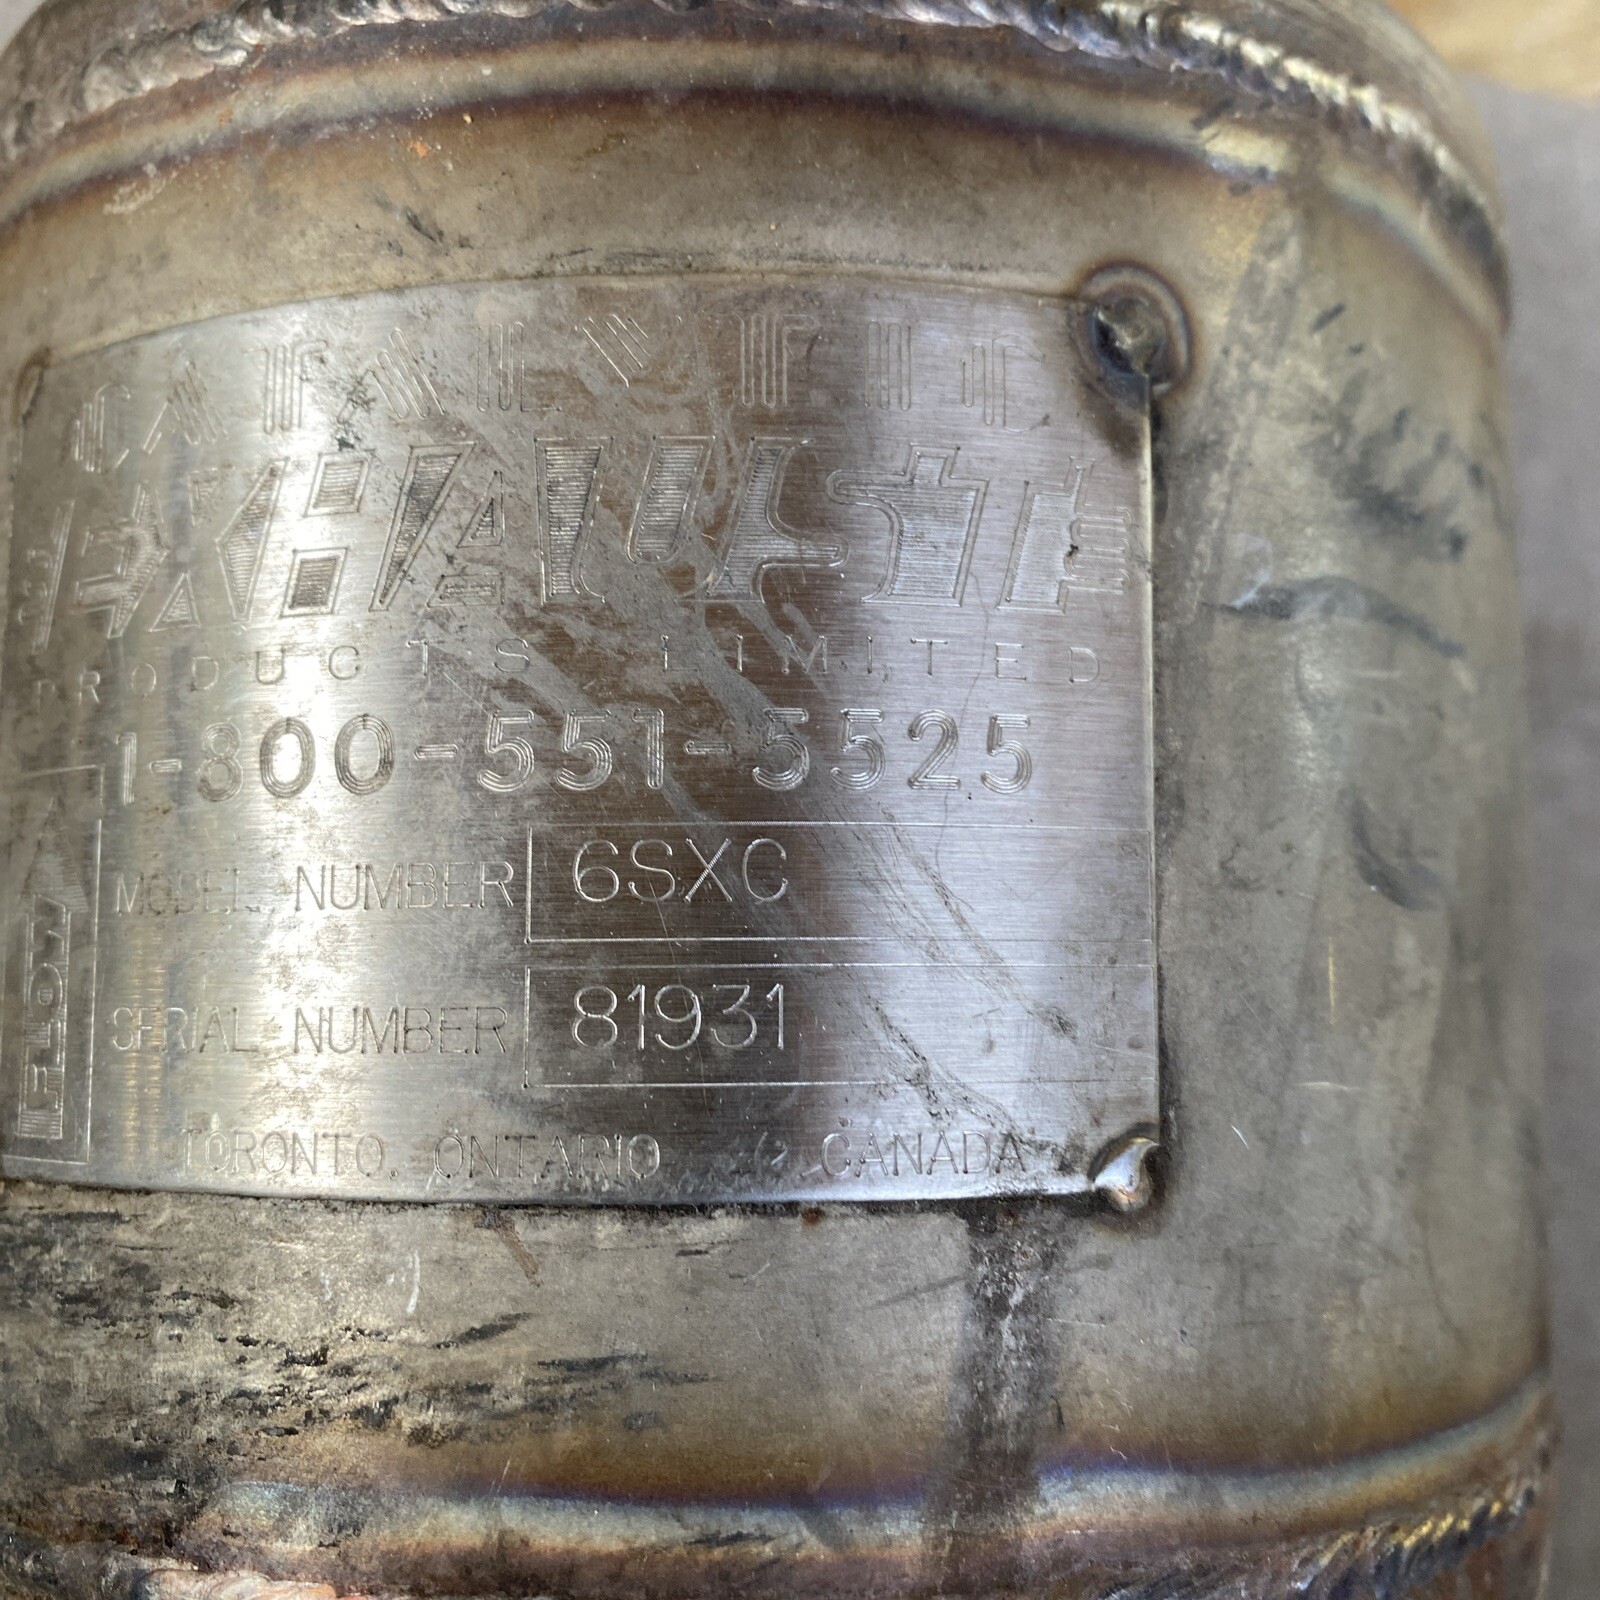 CATALYTIC
EXHAUST
PRODUCTS LIMITED
1-800-551-5525
MODEL NUMBER 6SXC
SERIAL NUMBER 81931
FLOW
TORONTO, ONTARIO CANADA